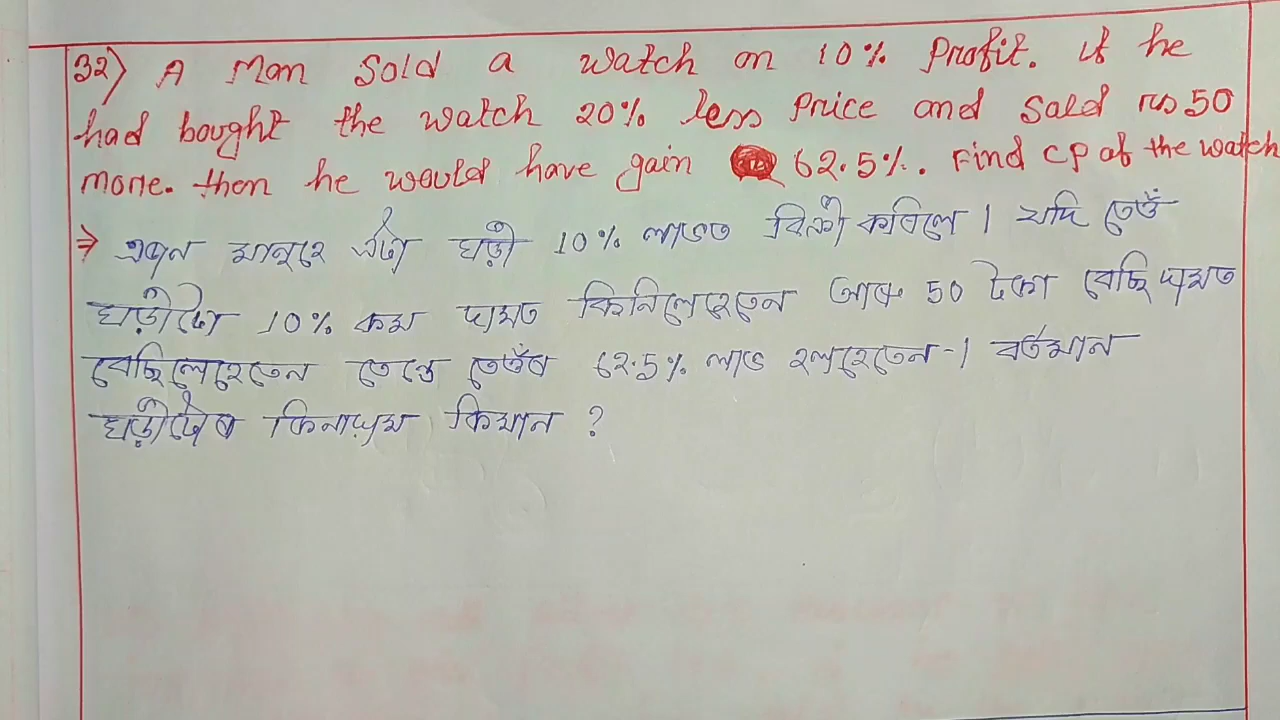 32) A Man Sold a watch on 10% Profit. if he
had bought the watch 20% less Price and Sold rs 50
more. then he would have gain 62.5%. Find CP of the watch
⇒ এজন মানুহে এটা ঘড়ী 10% লাভত বিক্ৰী কৰিলে। যদি তেওঁ
ঘড়ীটো 10% কম দামত কিনিলেহেতেন আৰু 50 টকা বেছি দামত
বেচিলেহেতেন তেন্তে তেওঁৰ 62.5% লাভ হলহেতেন। বৰ্তমান
ঘড়ীটোৰ কিনাদাম কিমান ?